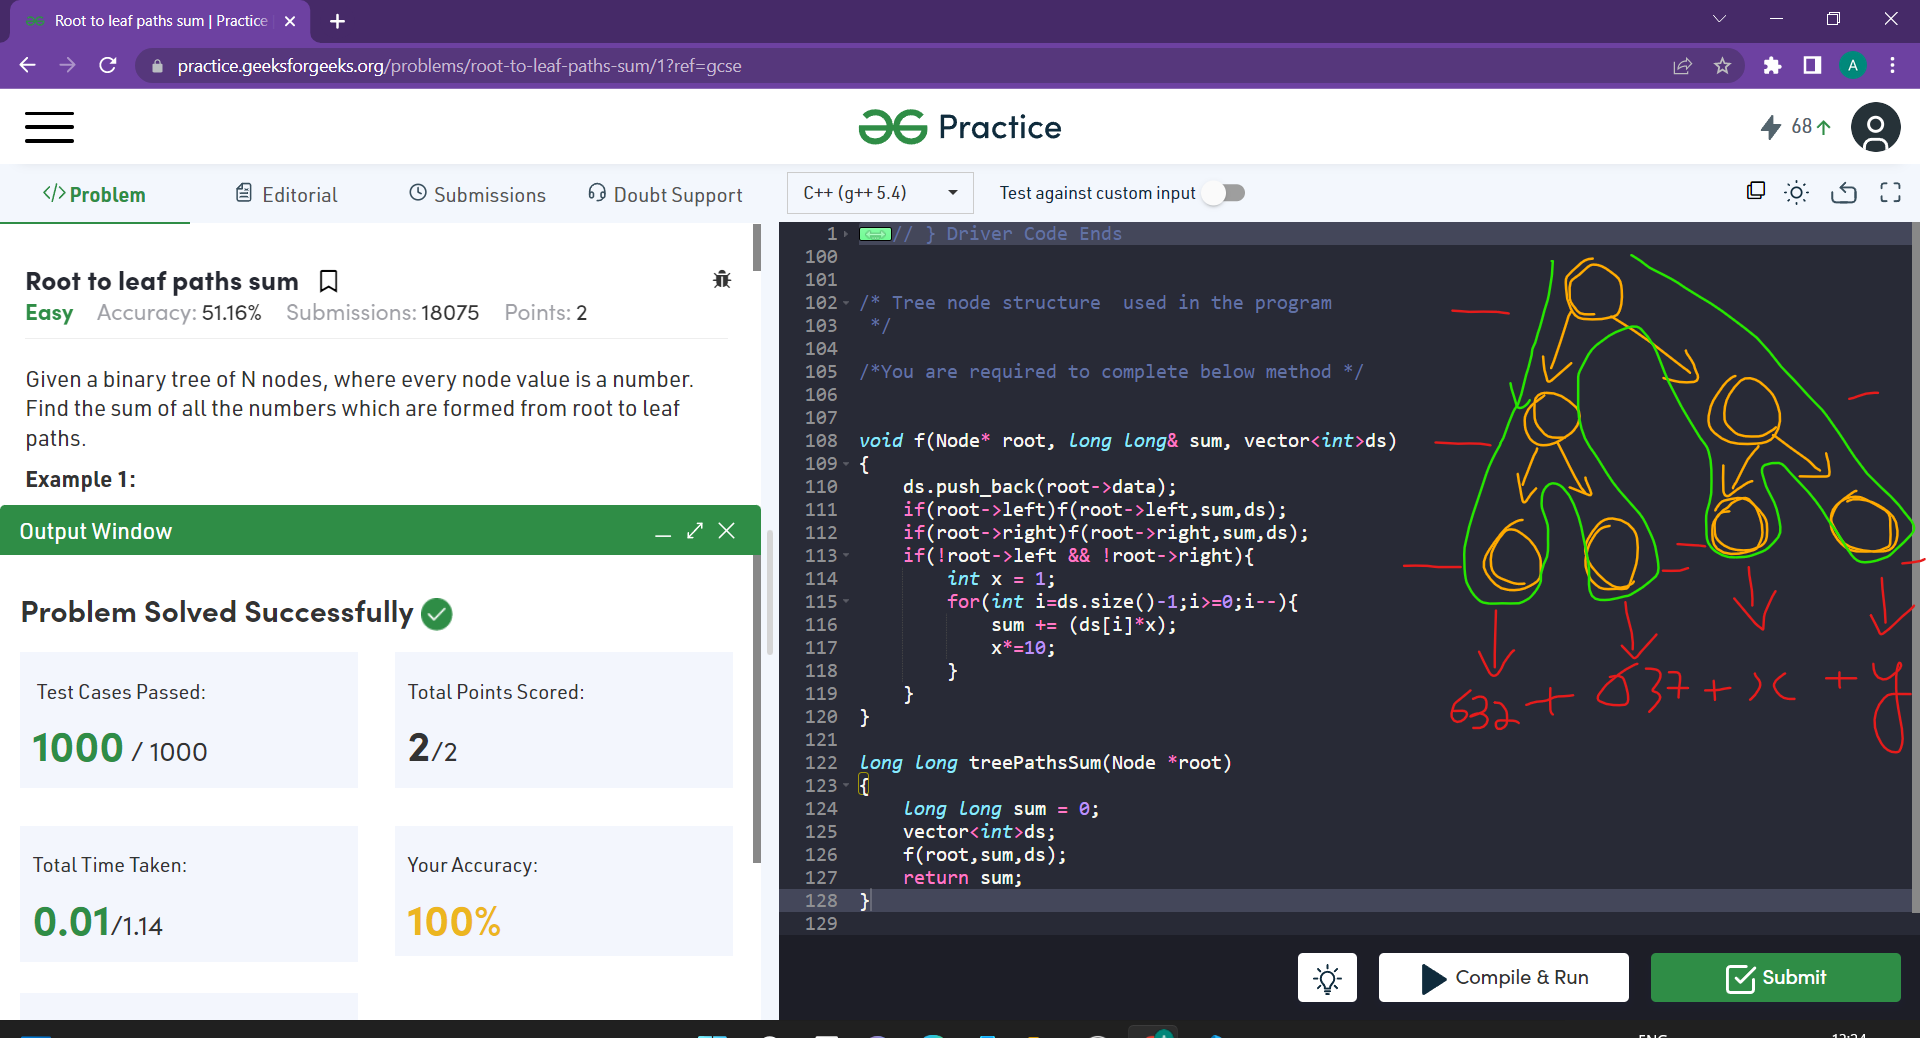 Root to leaf paths sum | Practice
practice.geeksforgeeks.org/problems/root-to-leaf-paths-sum/1?ref=gcse
A
Practice
68
</> Problem
Editorial
Submissions
Doubt Support
C++ (g++ 5.4)
Test against custom input
Root to leaf paths sum
Easy Accuracy: 51.16% Submissions: 18075 Points: 2
Given a binary tree of N nodes, where every node value is a number.
Find the sum of all the numbers which are formed from root to leaf
paths.
Example 1:
Output Window
Problem Solved Successfully
Test Cases Passed:
1000 / 1000
Total Points Scored:
2/2
Total Time Taken:
0.01/1.14
Your Accuracy:
100%
1 // } Driver Code Ends
100
101
102 /* Tree node structure  used in the program
103  */
104
105 /*You are required to complete below method */
106
107
108 void f(Node* root, long long& sum, vector<int>ds)
109 {
110     ds.push_back(root->data);
111     if(root->left)f(root->left,sum,ds);
112     if(root->right)f(root->right,sum,ds);
113     if(!root->left && !root->right){
114         int x = 1;
115         for(int i=ds.size()-1;i>=0;i--){
116             sum += (ds[i]*x);
117             x*=10;
118         }
119     }
120 }
121
122 long long treePathsSum(Node *root)
123 {
124     long long sum = 0;
125     vector<int>ds;
126     f(root,sum,ds);
127     return sum;
128 }
129
632 + 537 + x + y
Compile & Run
Submit